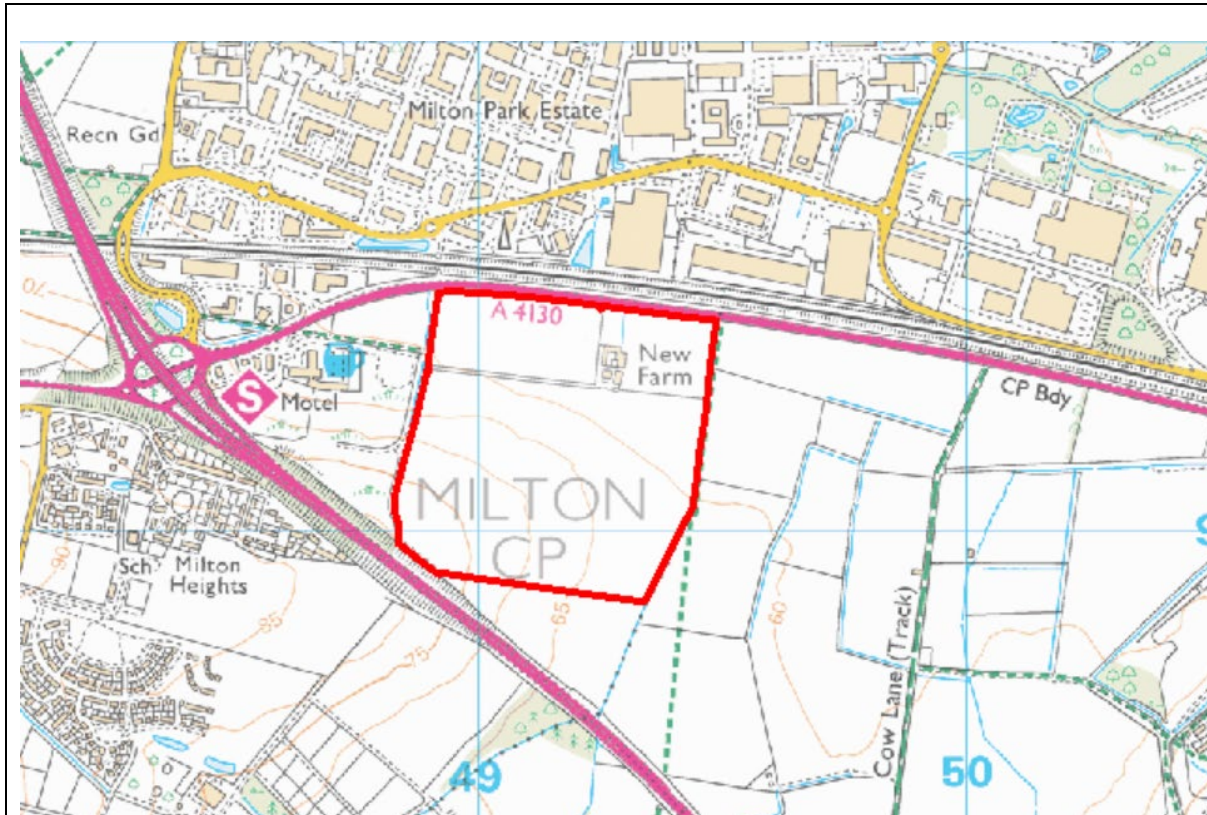 Milton Park Estate
Recn Gd
A 4130
New
Farm
CP Bdy
S
Motel
MILTON
CP
Sch
Milton
Heights
Cow Lane (Track)
90
85
75
65
60
70
P
49
50